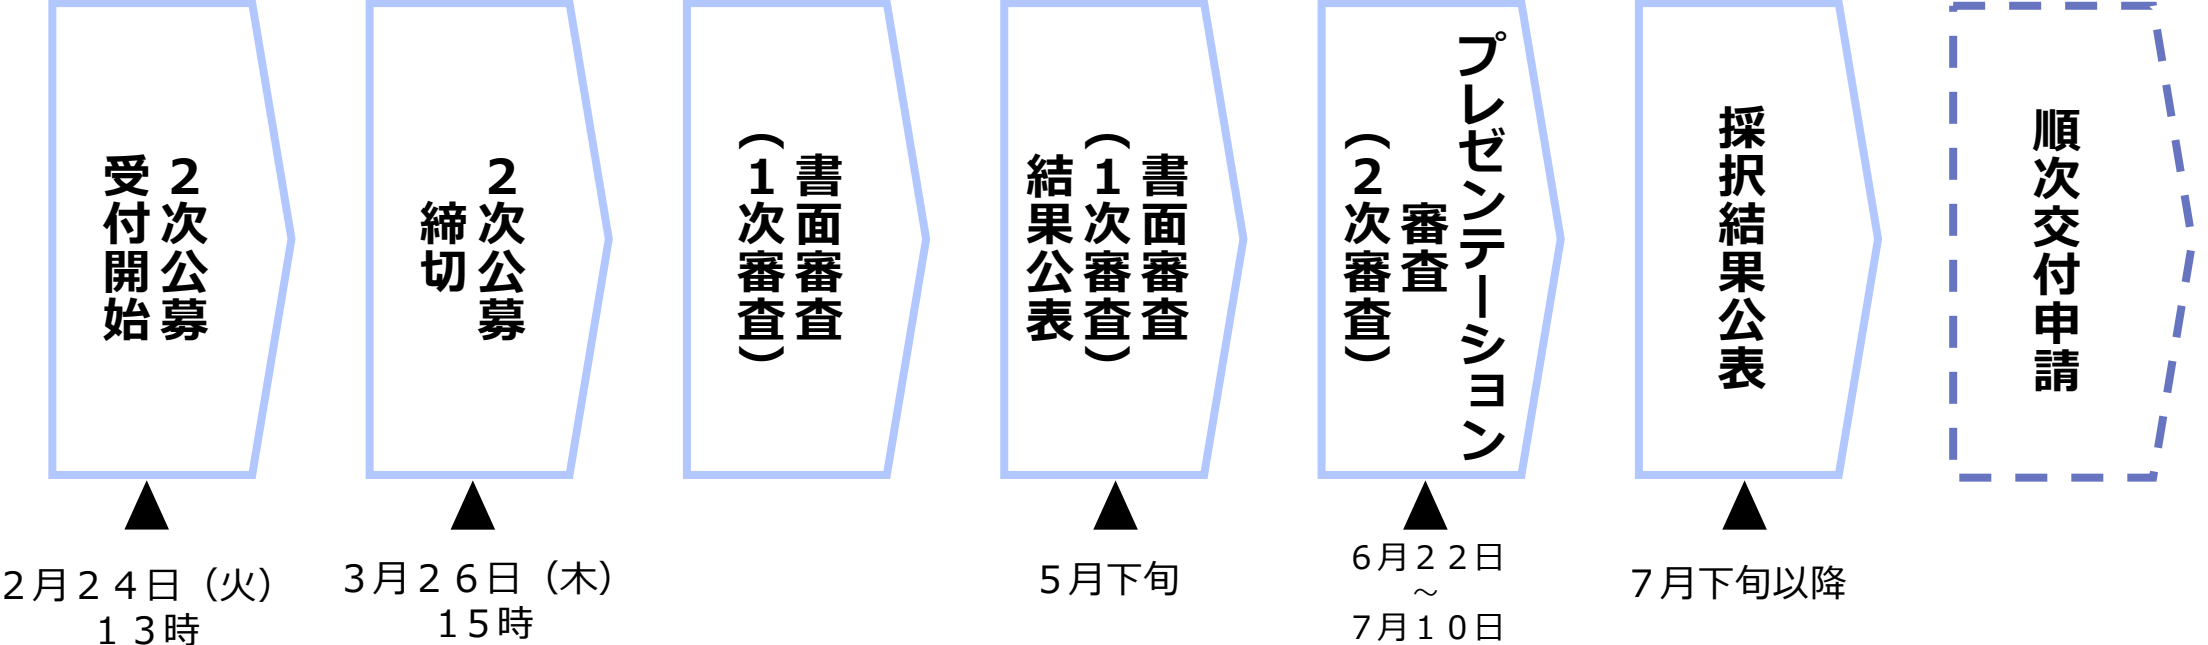 ２次公募
受付開始
２次公募
締切
書面審査
（１次審査）
書面審査
（１次審査）
結果公表
プレゼンテーション
審査
（２次審査）
採択結果公表
順次交付申請
２月２４日（火）
１３時
３月２６日（木）
１５時
５月下旬
６月２２日
～
７月１０日
７月下旬以降